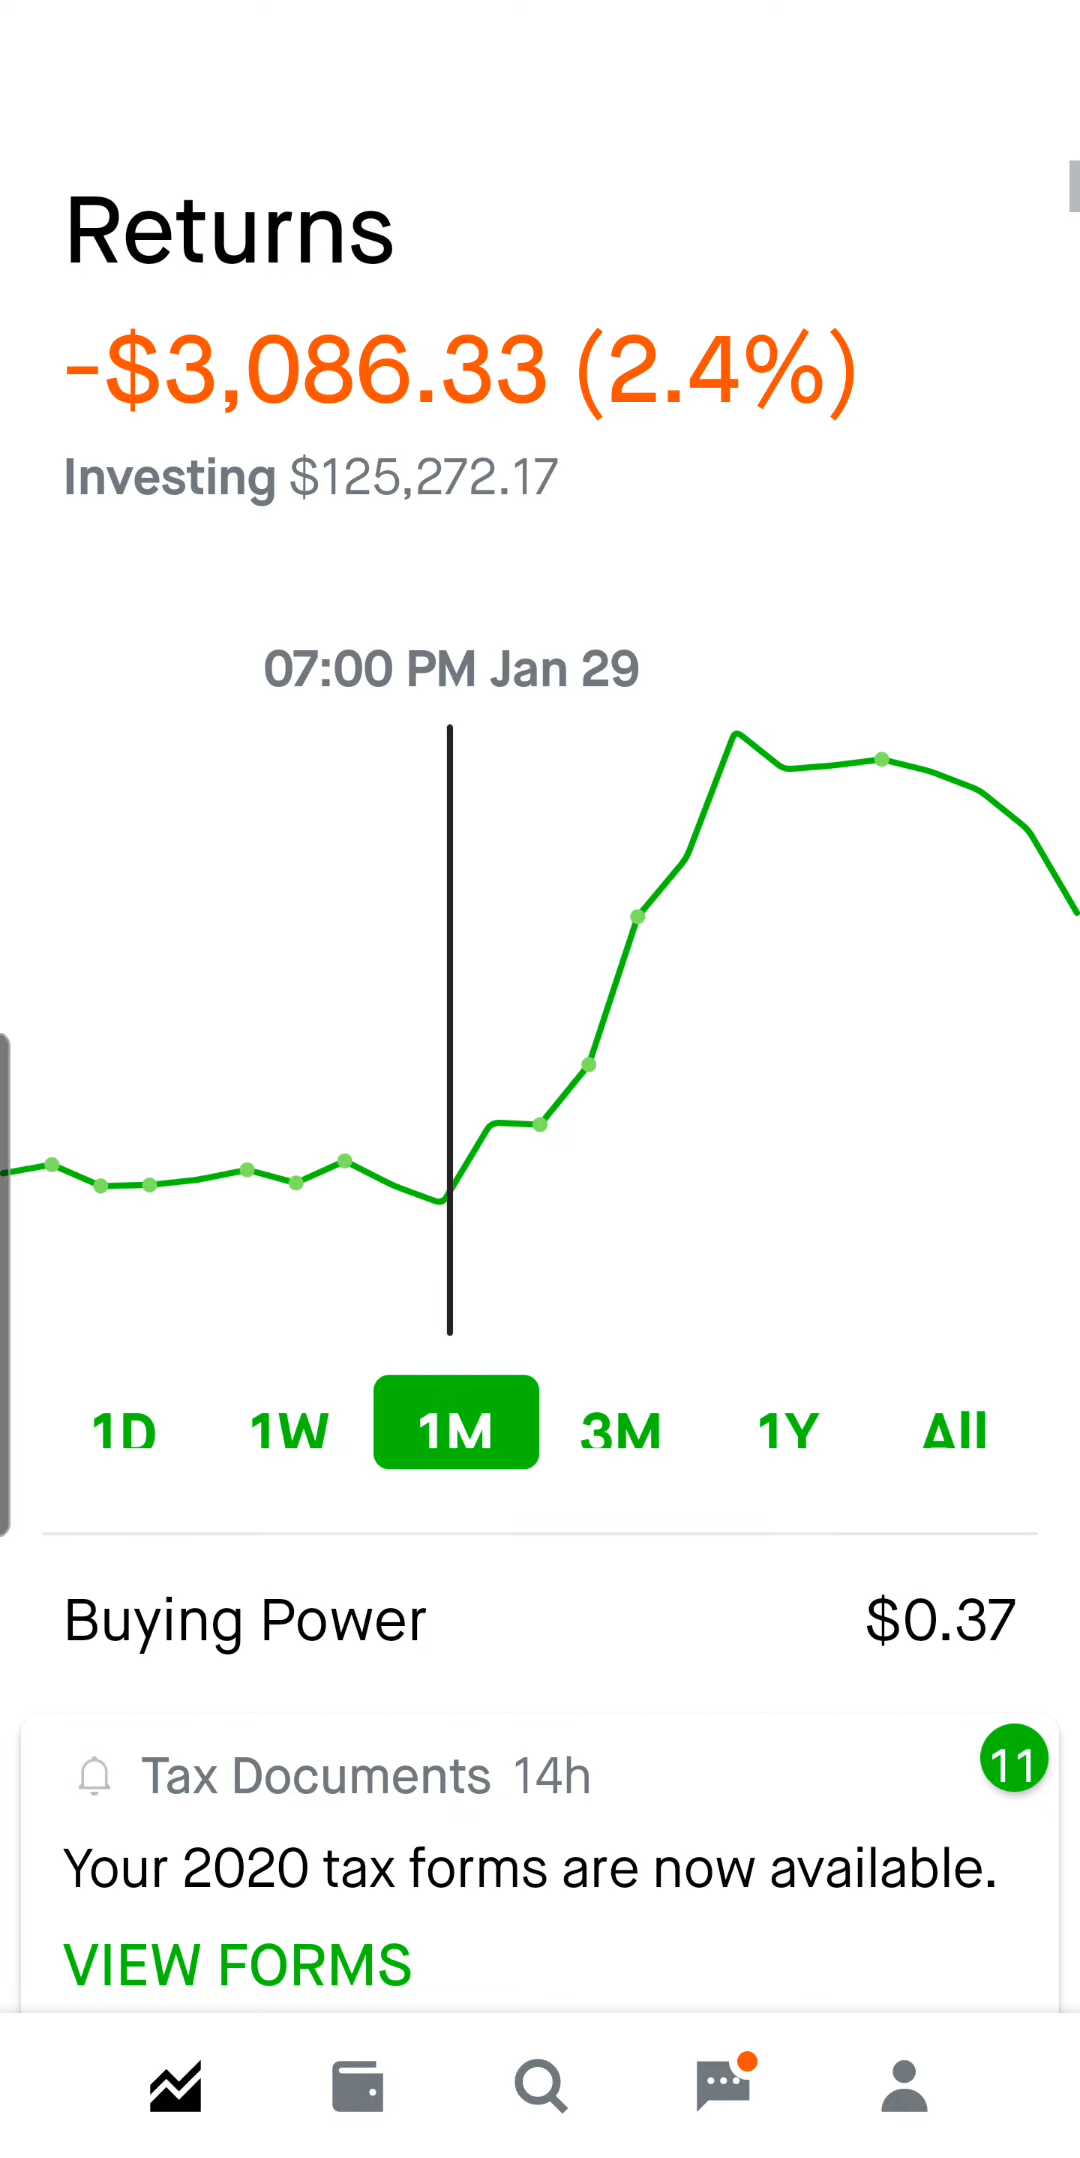 Returns
-$3,086.33 (2.4%)
Investing $125,272.17
07:00 PM Jan 29
1D 1W 1M 3M 1Y All
Buying Power $0.37
Tax Documents 14h 11
Your 2020 tax forms are now available.
VIEW FORMS